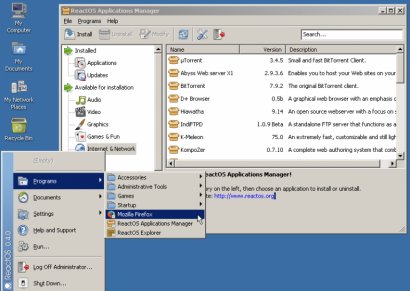 My
Computer
My
Documents
My Network
Places
Recycle Bin
ReactOS Applications Manager
File Programs Help
Install Uninstall Modify Search...
Installed
Applications
Updates
Available for installation
Audio
Video
Graphics
Games & Fun
Internet & Network
Name Version Description
µTorrent 3.4.5 Small and fast BitTorrent Client.
Abyss Web server X1 2.9.3.6 Enables you to host your Web sites on your
BitTorrent 7.9.2 The original BitTorrent client.
D+ Browser 0.5b A graphical web browser with an emphasis o
Hiawatha 9.14 An open source webserver with a focus on s
IndiFTPD 1.0.9 Beta A standalone FTP server that functions as a
K-Meleon 75.0 An extremely fast, customizable and still ligh
KompoZer 0.7.10 A complete web authoring system that comb
ReactOS Applications Manager!
ry on the left, then choose an application to install or uninstall.
te: http://www.reactos.org
(Empty)
Programs
Documents
Settings
Help and Support
Run...
Log Off Administrator...
Shut Down...
ReactOS 0.4.0
Accessories
Administrative Tools
Games
Startup
Mozilla Firefox
ReactOS Applications Manager
ReactOS Explorer